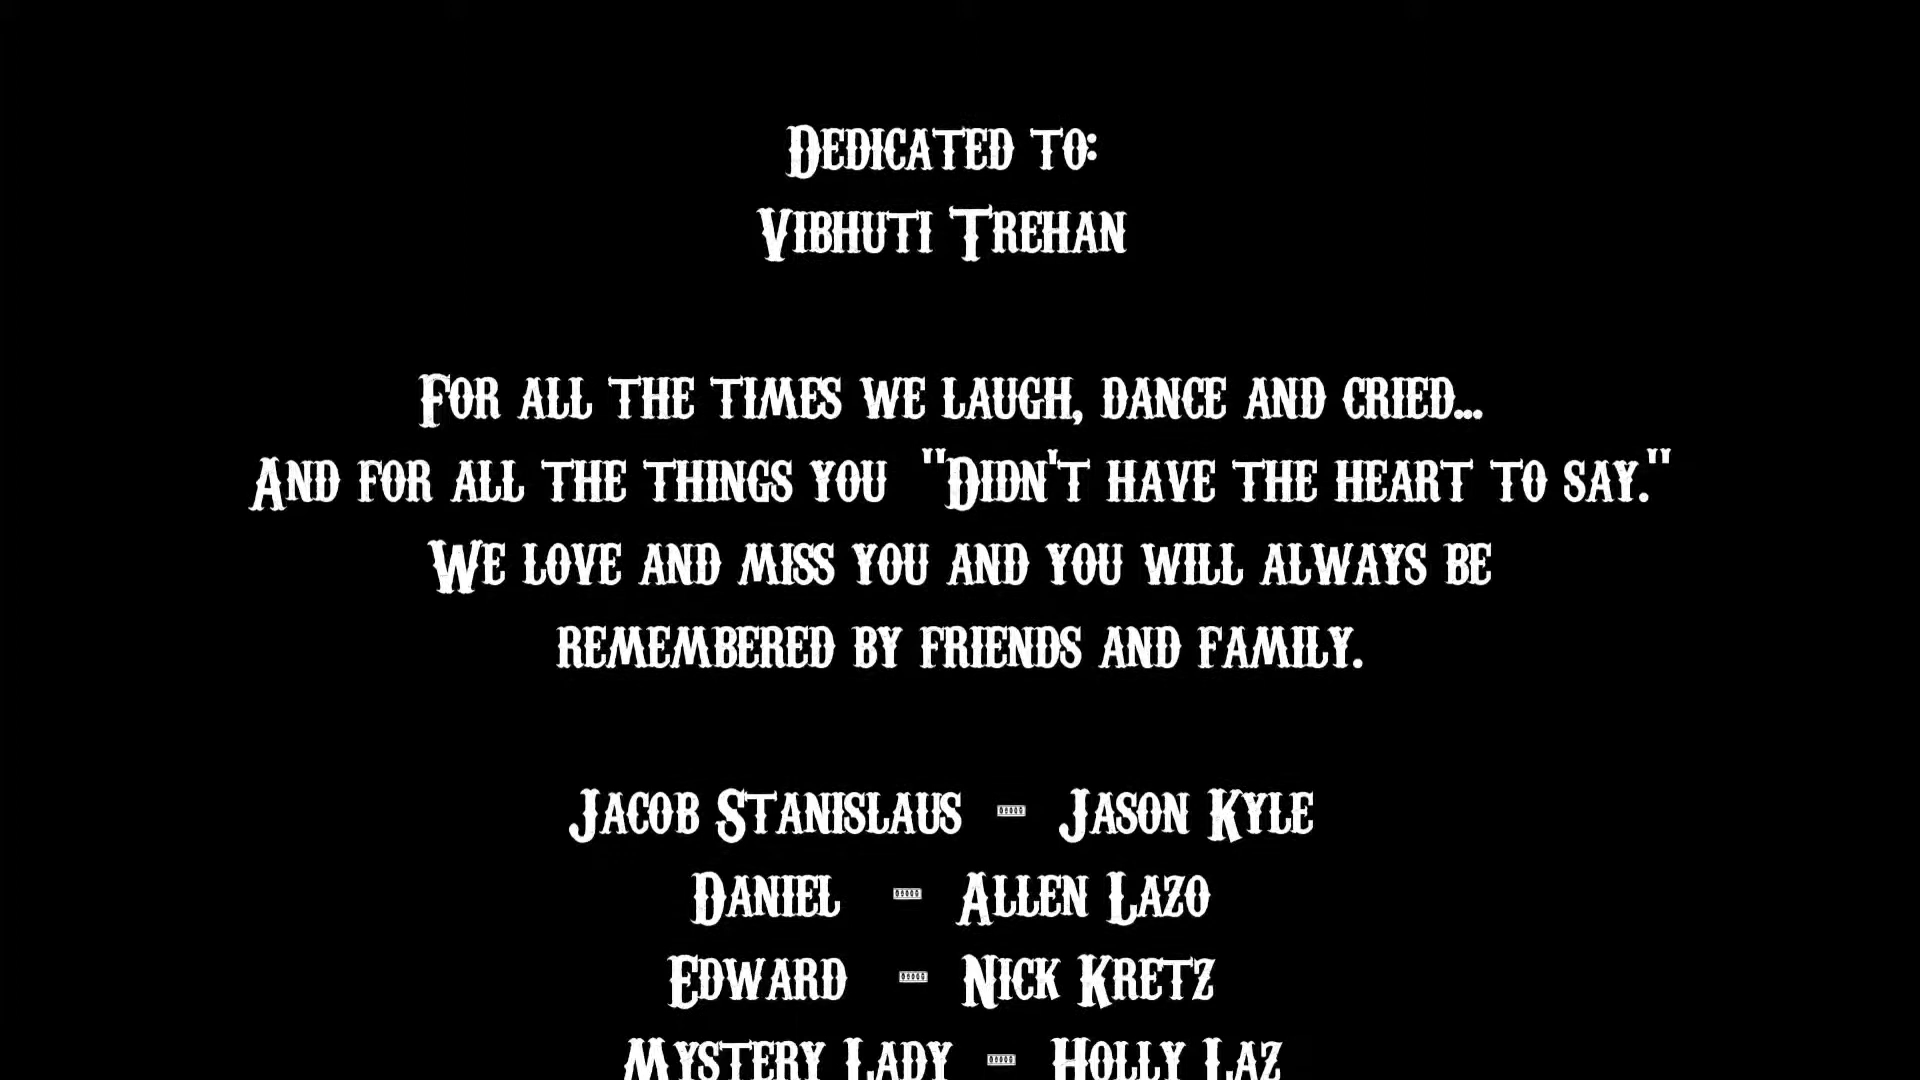 Dedicated to:
Vibhuti Trehan
For all the times we laugh, dance and cried...
And for all the things you "Didn't have the heart to say."
We love and miss you and you will always be
remembered by friends and family.
Jacob Stanislaus - Jason Kyle
Daniel - Allen Lazo
Edward - Nick Kretz
Mystery Lady - Holly Laz